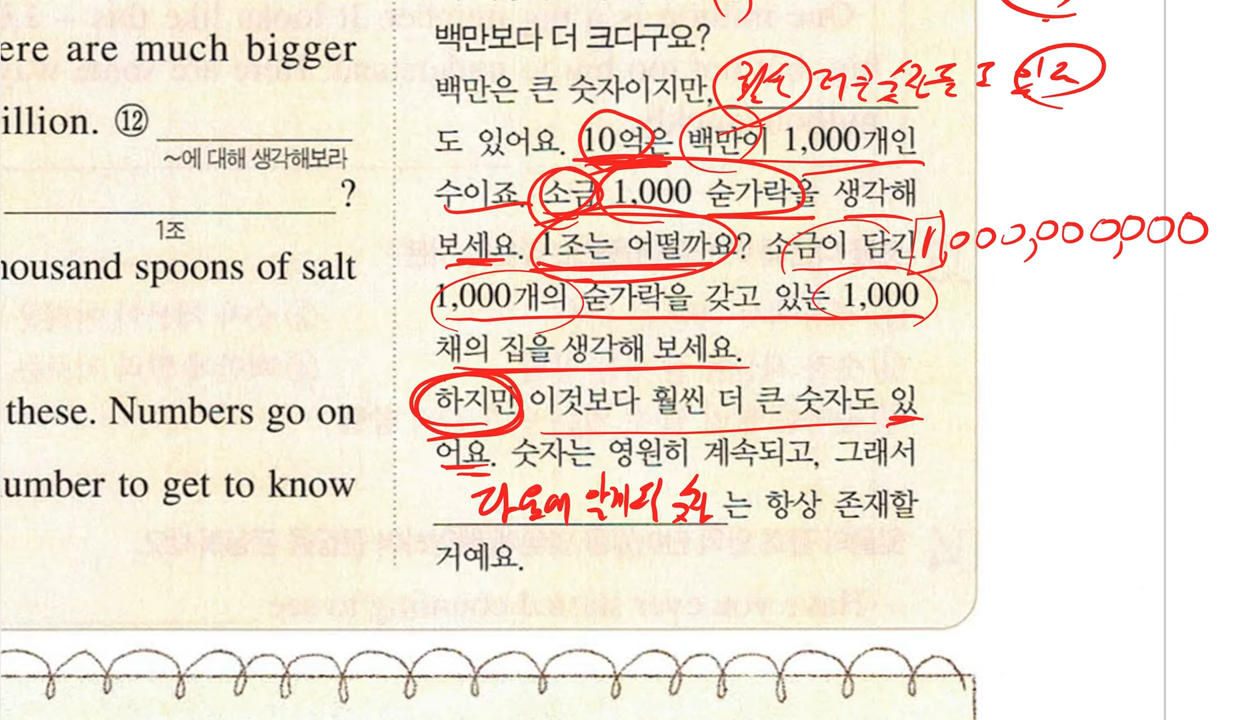 ere are much bigger
illion. ⑫
~에 대해 생각해보라
?
1조
housand spoons of salt
these. Numbers go on
umber to get to know
백만보다 더 크다구요?
백만은 큰 숫자이지만, 훨씬 더 큰 숫자들
도 있어요. 10억은 백만이 1,000개인
수이죠. 소금 1,000 숟가락을 생각해
보세요. 1조는 어떨까요? 소금이 담긴 1,000,000,000
1,000개의 숟가락을 갖고 있는 1,000
채의 집을 생각해 보세요.
하지만 이것보다 훨씬 더 큰 숫자도 있
어요. 숫자는 영원히 계속되고, 그래서
다음에 알게 될 숫자는 항상 존재할
거예요.